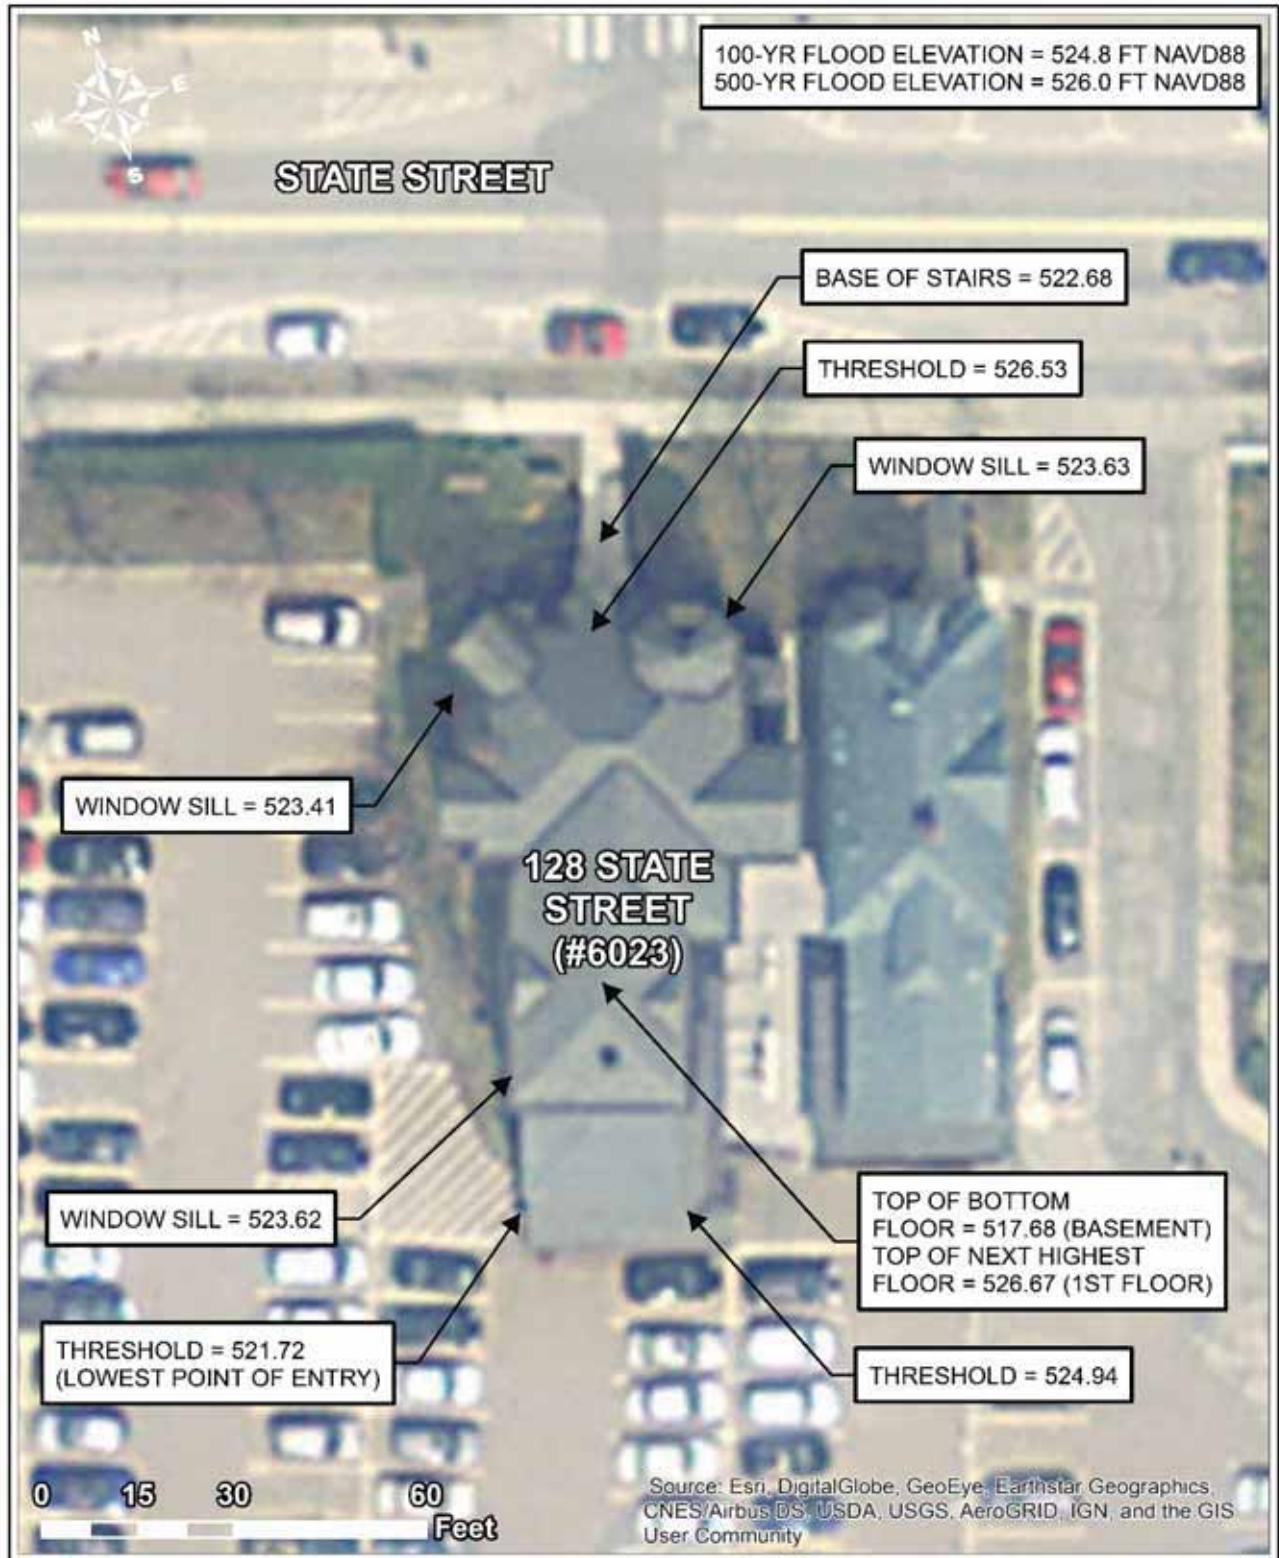 N
E
W
S
100-YR FLOOD ELEVATION = 524.8 FT NAVD88
500-YR FLOOD ELEVATION = 526.0 FT NAVD88
STATE STREET
BASE OF STAIRS = 522.68
THRESHOLD = 526.53
WINDOW SILL = 523.63
WINDOW SILL = 523.41
128 STATE
STREET
(#6023)
WINDOW SILL = 523.62
TOP OF BOTTOM
FLOOR = 517.68 (BASEMENT)
TOP OF NEXT HIGHEST
FLOOR = 526.67 (1ST FLOOR)
THRESHOLD = 521.72
(LOWEST POINT OF ENTRY)
THRESHOLD = 524.94
0 15 30 60
Feet
Source: Esri, DigitalGlobe, GeoEye, Earthstar Geographics,
CNES/Airbus DS, USDA, USGS, AeroGRID, IGN, and the GIS
User Community